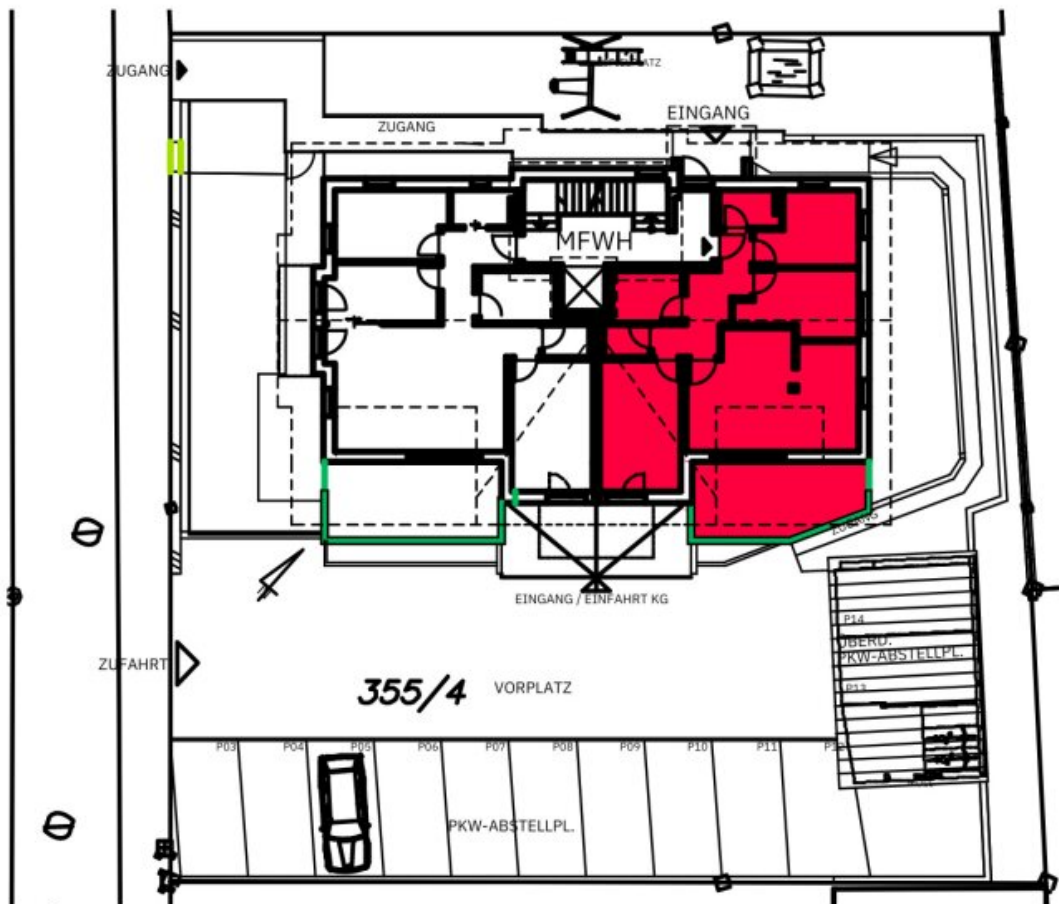 ZUGANG
EINGANG
ZUGANG
MFWH
ZUGANG
EINGANG / EINFAHRT KG
P14
ÜBERD.
PKW-ABSTELLPL.
P13
ZUFAHRT
355/4 VORPLATZ
P03 P04 P05 P06 P07 P08 P09 P10 P11 P12
PKW-ABSTELLPL.